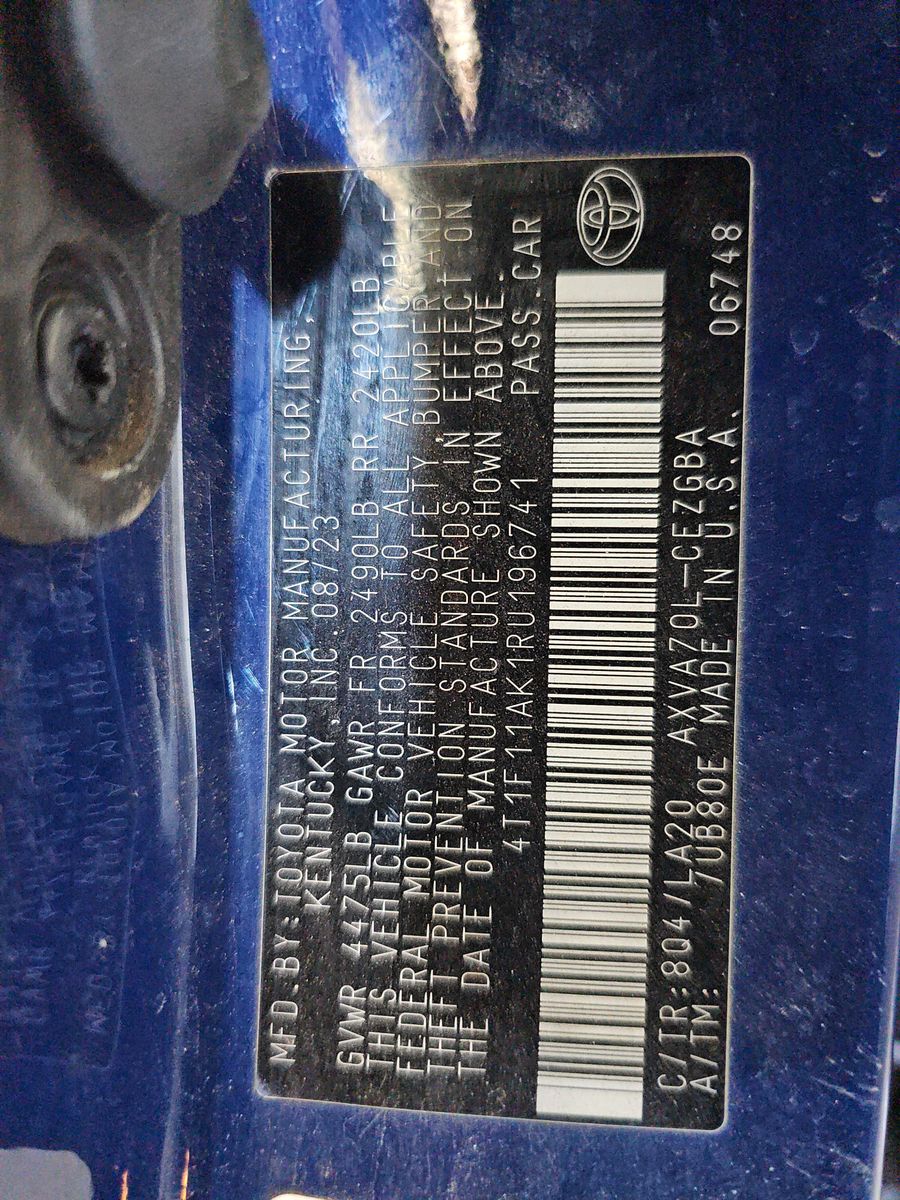 MFD.BY:TOYOTA MOTOR MANUFACTURING,
KENTUCKY,INC.08/23
GVWR 4475LB GAWR FR 2490LB RR 2420LB
THIS VEHICLE CONFORMS TO ALL APPLICABLE
FEDERAL MOTOR VEHICLE SAFETY, BUMPER, AND
THEFT PREVENTION STANDARDS IN EFFECT ON
THE DATE OF MANUFACTURE SHOWN ABOVE.
4T1F11AK1RU196741 PASS.CAR
C/TR:8Q4/LA20 AXVA70L-CEZGBA
A/TM: 7UB80E MADE IN U.S.A. 06748